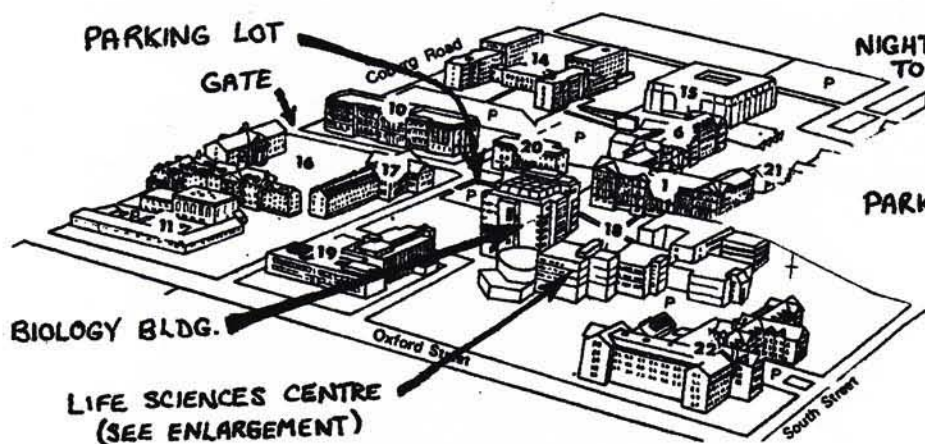 PARKING LOT
NIGHT
TO
Coburg Road
GATE
14
P
15
10
P
P
6
20
16
17
1
21
P
PARK
11
18
19
BIOLOGY BLDG.
P
Oxford Street
22
P
LIFE SCIENCES CENTRE
(SEE ENLARGEMENT)
South Street